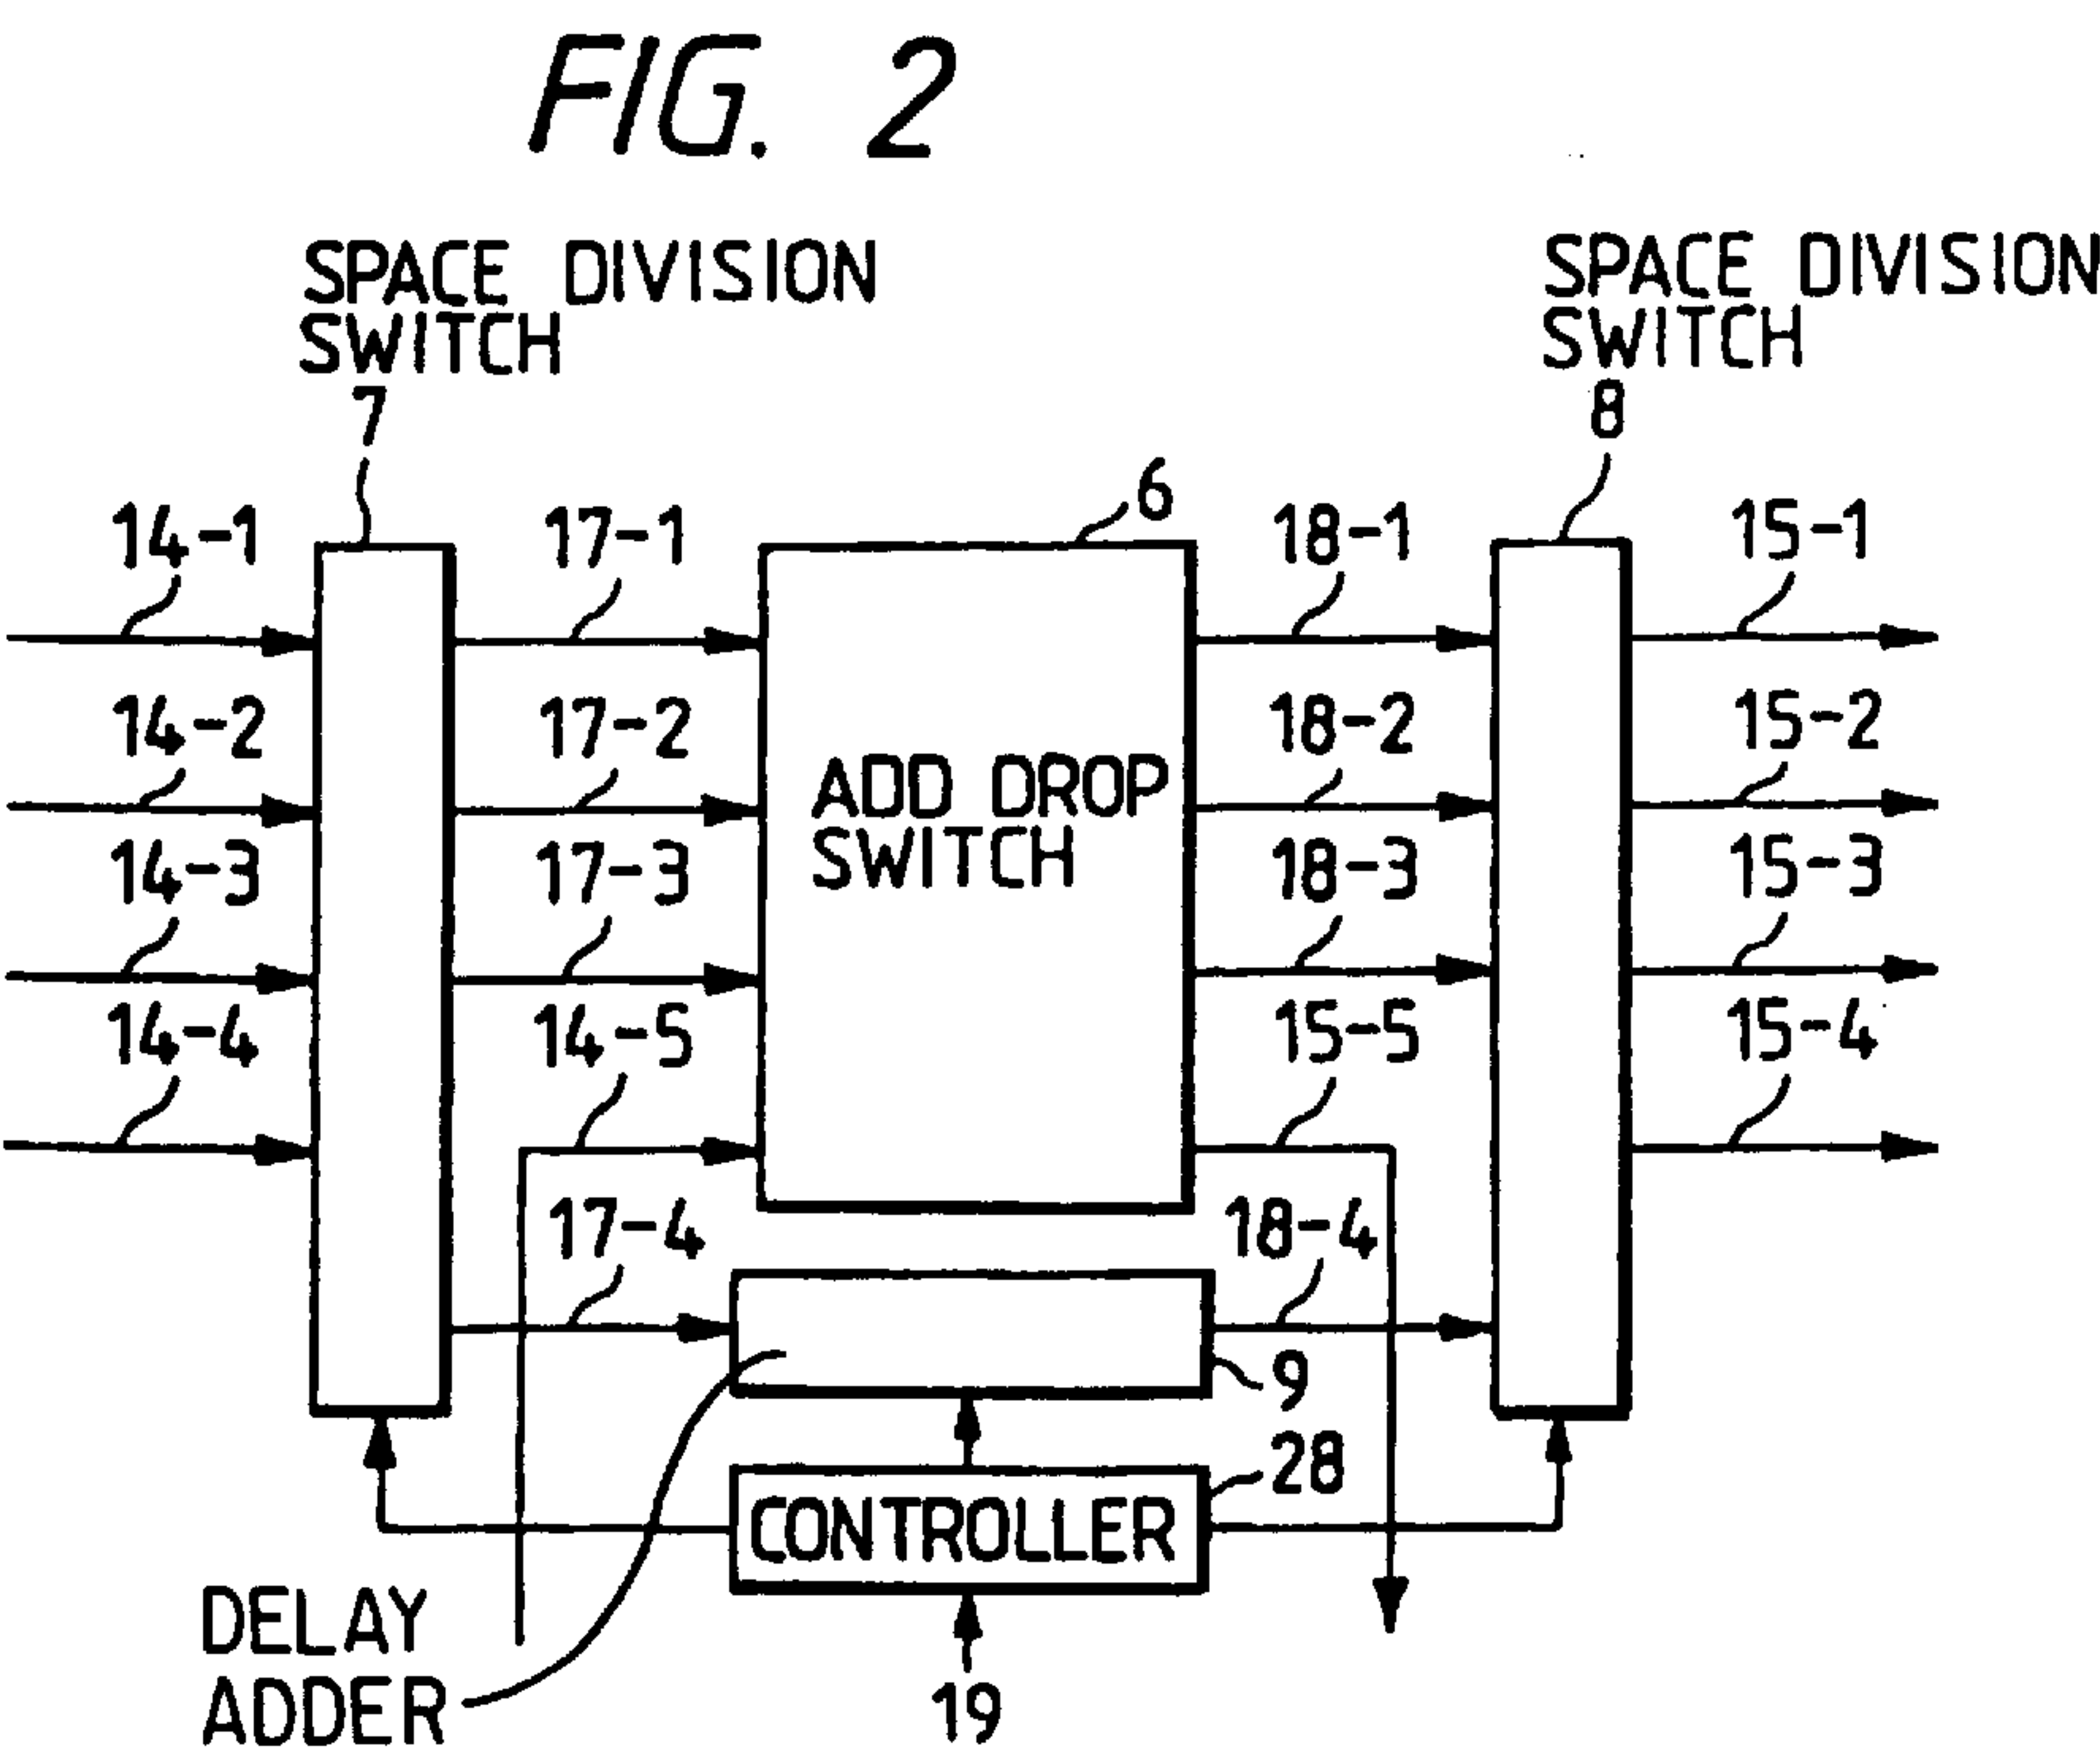 FIG. 2
SPACE DIVISION
SWITCH
7
SPACE DIVISION
SWITCH
8
6
14-1
17-1
18-1
15-1
14-2
17-2
18-2
15-2
ADD DROP
SWITCH
14-3
17-3
18-3
15-3
14-4
14-5
15-5
15-4
17-4
18-4
9
28
CONTROLLER
DELAY
ADDER
19